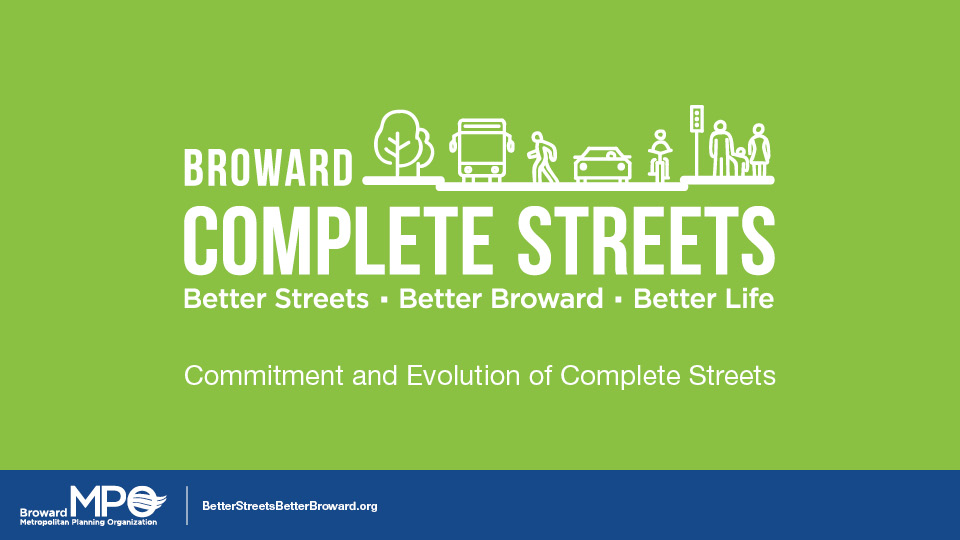 BROWARD
COMPLETE STREETS
Better Streets ▪ Better Broward ▪ Better Life
Commitment and Evolution of Complete Streets
Broward MPO
Metropolitan Planning Organization
BetterStreetsBetterBroward.org